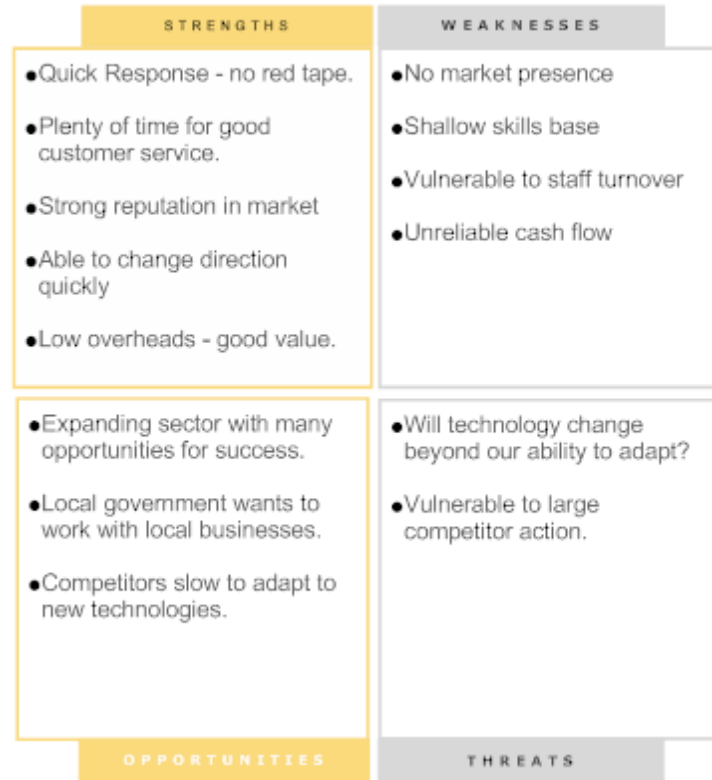 STRENGTHS
●Quick Response - no red tape.
●Plenty of time for good
customer service.
●Strong reputation in market
●Able to change direction
quickly
●Low overheads - good value.
WEAKNESSES
●No market presence
●Shallow skills base
●Vulnerable to staff turnover
●Unreliable cash flow
●Expanding sector with many
opportunities for success.
●Local government wants to
work with local businesses.
●Competitors slow to adapt to
new technologies.
OPPORTUNITIES
●Will technology change
beyond our ability to adapt?
●Vulnerable to large
competitor action.
THREATS